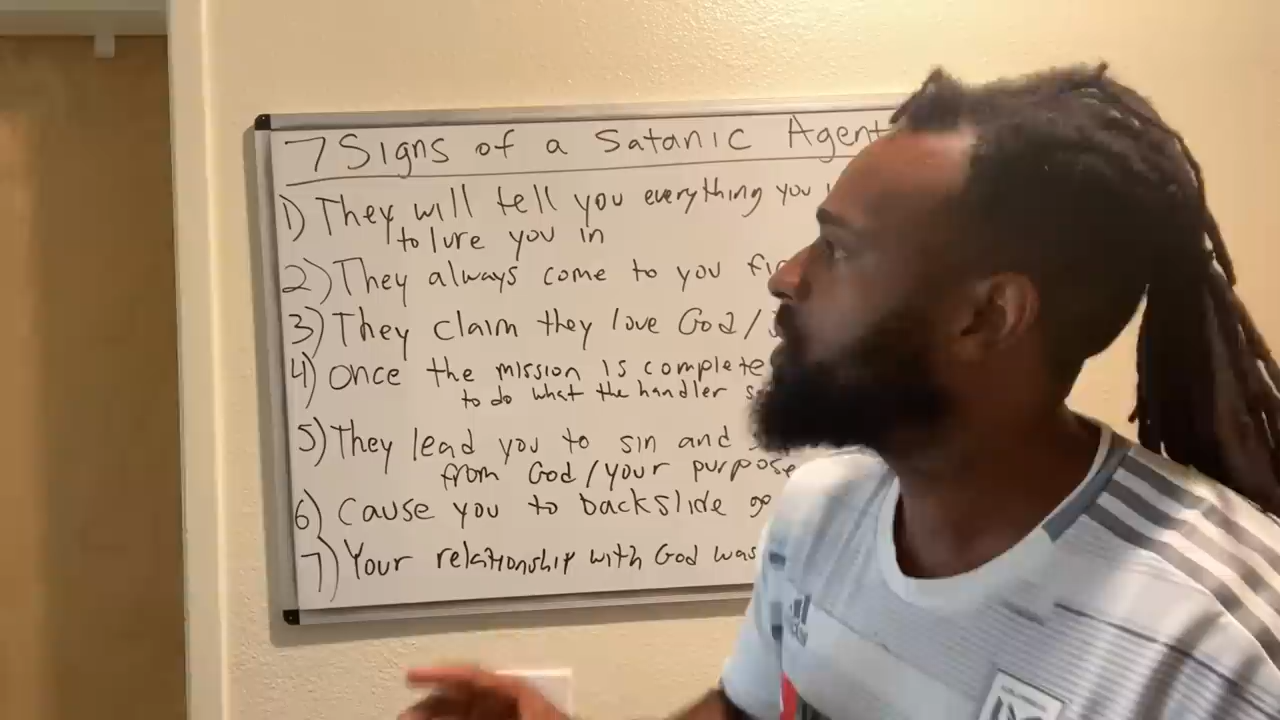 7 Signs of a Satanic Agent
1) They will tell you everything you
to lure you in
2) They always come to you
3) They claim they love God/
4) Once the mission is complete
to do what the handler
5) They lead you to sin and
from God/your purpose
6) Cause you to backslide
7) Your relationship with God was